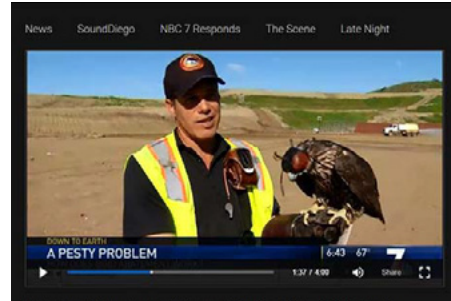 News SoundDiego NBC 7 Responds The Scene Late Night
DOWN TO EARTH
A PESTY PROBLEM 6:43 67° 7
1:37 / 4:00 Share